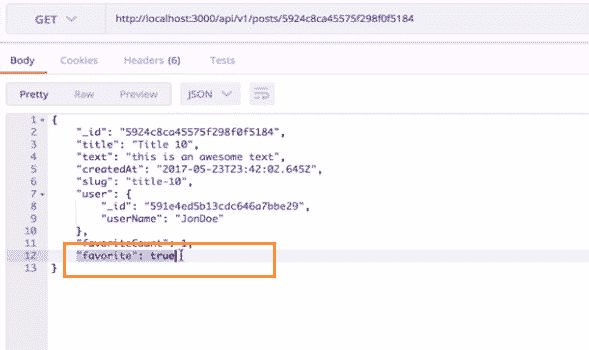 GET http://localhost:3000/api/v1/posts/5924c8ca45575f298f0f5184
Body Cookies Headers (6) Tests
Pretty Raw Preview JSON
1 {
2 "_id": "5924c8ca45575f298f0f5184",
3 "title": "Title 10",
4 "text": "this is an awesome text",
5 "createdAt": "2017-05-23T23:42:02.645Z",
6 "slug": "title-10",
7 "user": {
8 "_id": "591e4ed5b13cdc646a7bbe29",
9 "userName": "JonDoe"
10 },
11 "favoriteCount": 1,
12 "favorite": true
13 }